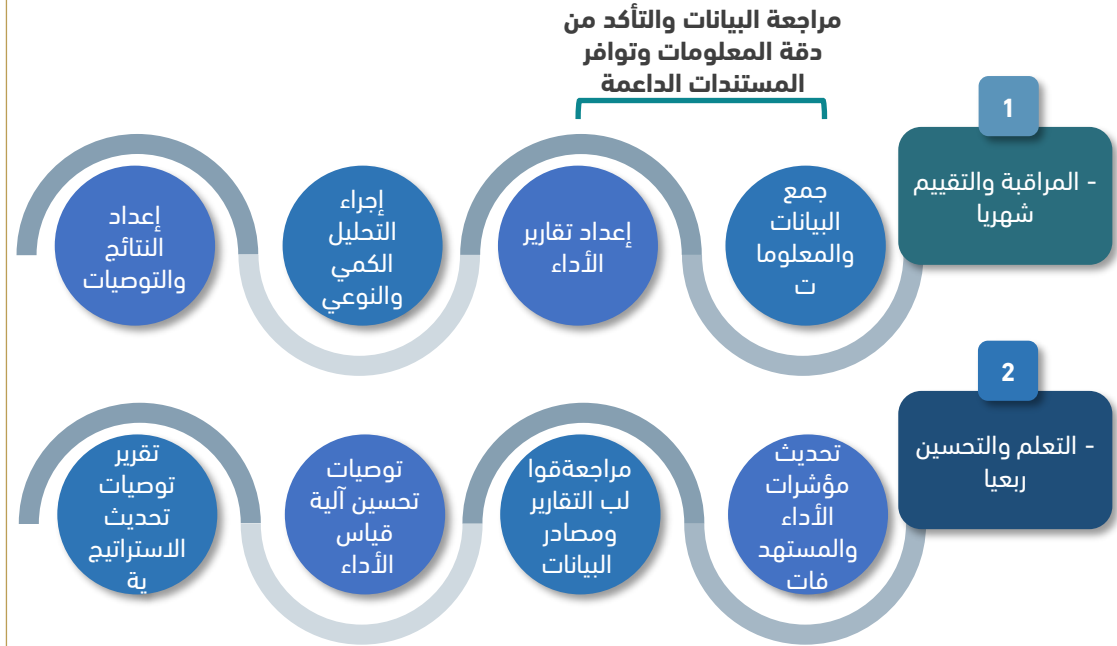 مراجعة البيانات والتأكد من
دقة المعلومات وتوافر
المستندات الداعمة
1
- المراقبة والتقييم
شهريا
جمع
البيانات
والمعلوما
ت
إعداد تقارير
الأداء
إجراء
التحليل
الكمي
والنوعي
إعداد
النتائج
والتوصيات
2
- التعلم والتحسين
ربعيا
تحديث
مؤشرات
الأداء
والمستهد
فات
مراجعةقوا
لب التقارير
ومصادر
البيانات
توصيات
تحسين آلية
قياس
الأداء
تقرير
توصيات
تحديث
الاستراتيج
ية